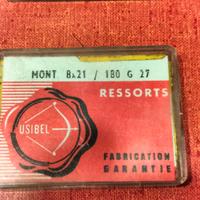 MONT 8x21 / 180 G 27
RESSORTS
USIBEL
FABRICATION
GARANTIE